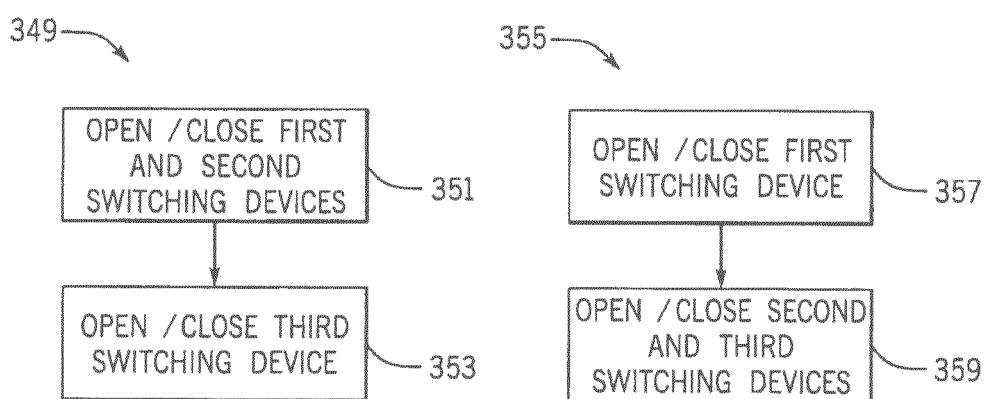 349
OPEN / CLOSE FIRST
AND SECOND
SWITCHING DEVICES
351
OPEN / CLOSE THIRD
SWITCHING DEVICE
353
355
OPEN / CLOSE FIRST
SWITCHING DEVICE
357
OPEN / CLOSE SECOND
AND THIRD
SWITCHING DEVICES
359